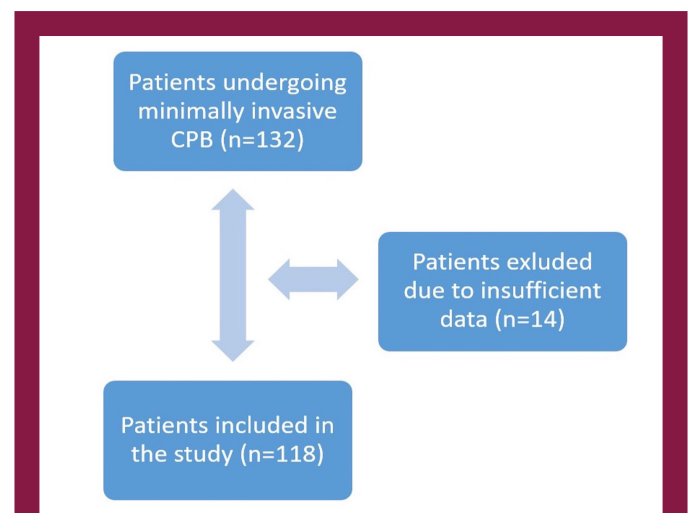 Patients undergoing
minimally invasive
CPB (n=132)
Patients exluded
due to insufficient
data (n=14)
Patients included in
the study (n=118)